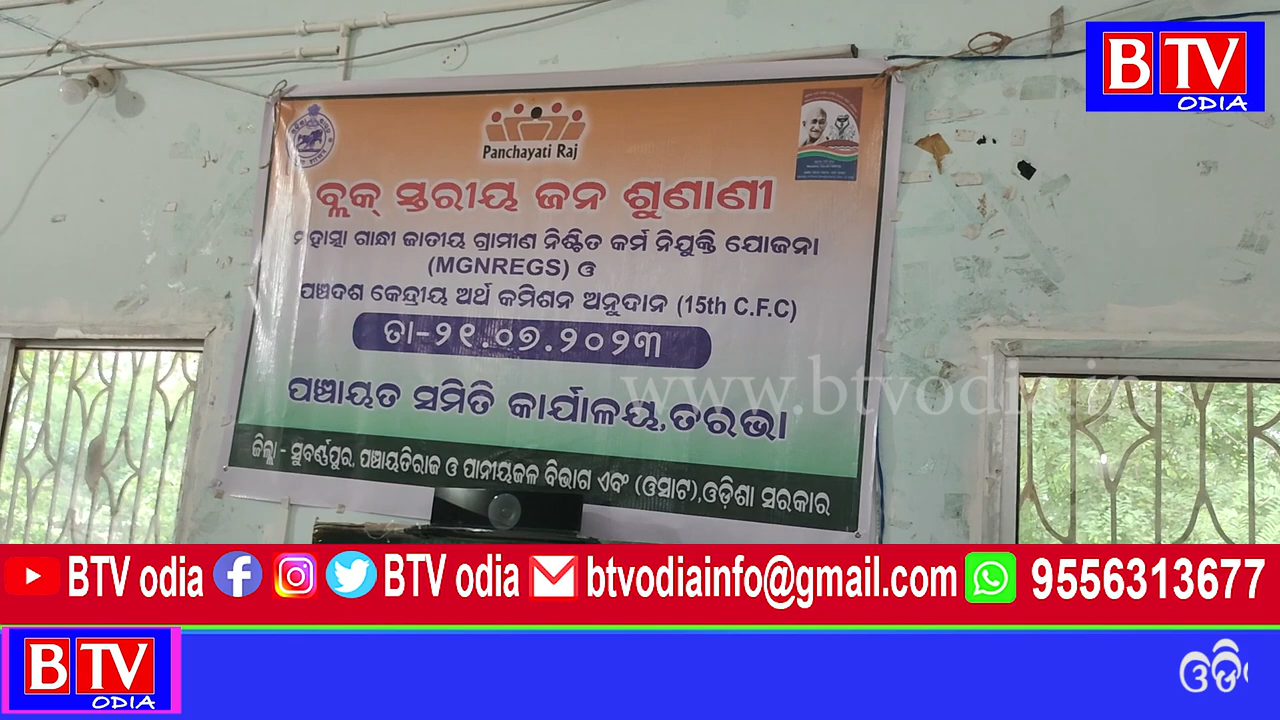 BTV
ODIA
Panchayati Raj
ବ୍ଲକ୍ ସ୍ତରୀୟ ଜନ ଶୁଣାଣୀ
ମହାତ୍ମା ଗାନ୍ଧୀ ଜାତୀୟ ଗ୍ରାମୀଣ ନିଶ୍ଚିତ କର୍ମ ନିଯୁକ୍ତି ଯୋଜନା
(MGNREGS) ଓ
ପଞ୍ଚଦଶ କେନ୍ଦ୍ରୀୟ ଅର୍ଥ କମିଶନ ଅନୁଦାନ (15th C.F.C)
ତା-୨୧.୦୭.୨୦୨୩
www.btvodia.in
ପଞ୍ଚାୟତ ସମିତି କାର୍ଯାଳୟ,ତରଭା
ଜିଲ୍ଲା - ସୁବର୍ଣ୍ଣପୁର, ପଞ୍ଚାୟତିରାଜ ଓ ପାନୀୟଜଳ ବିଭାଗ ଏବଂ (ଓସାଟ),ଓଡ଼ିଶା ସରକାର
BTV odia BTV odia btvodiainfo@gmail.com 9556313677
BTV
ODIA